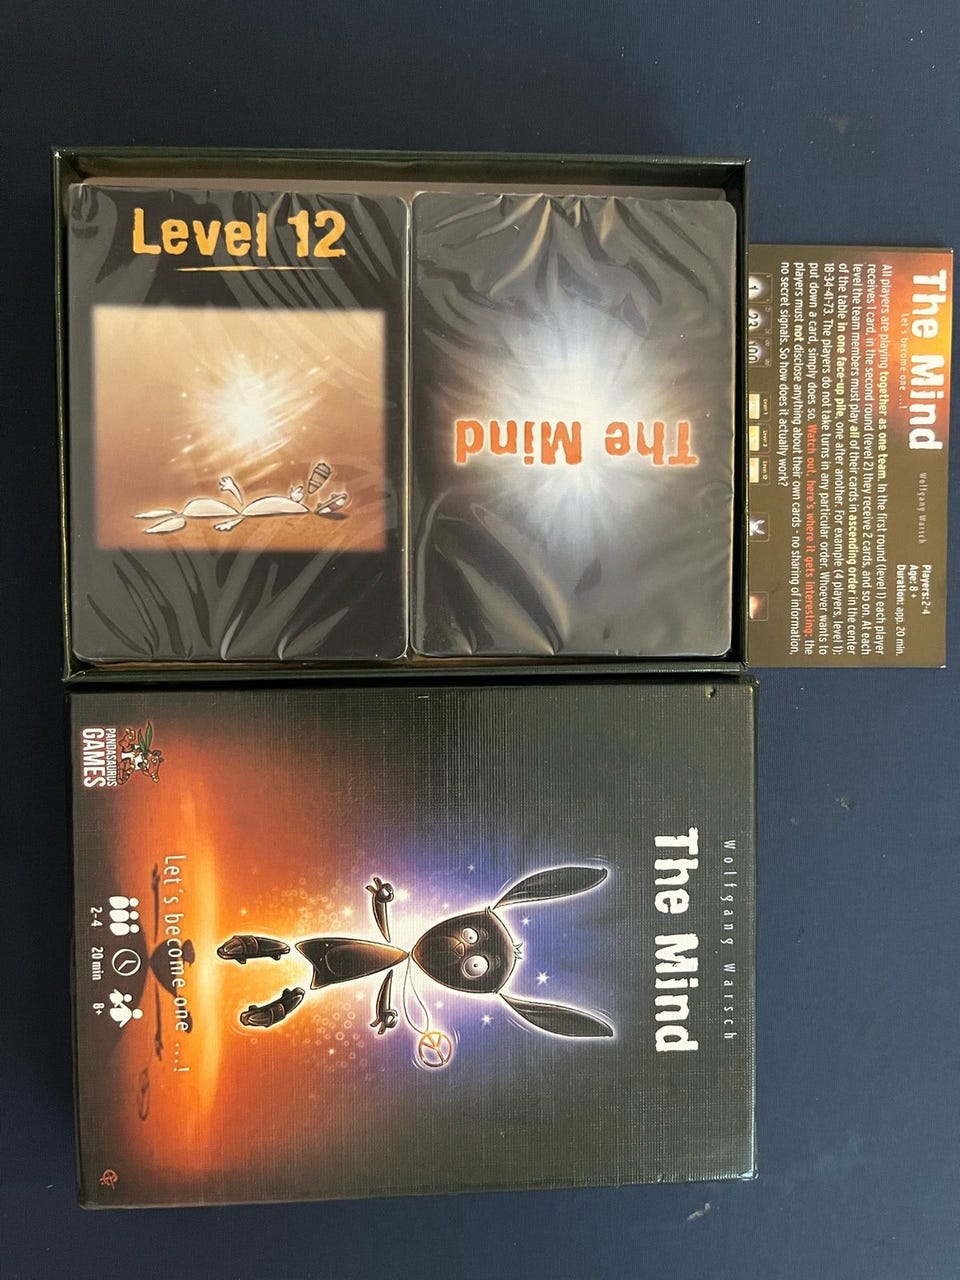 Level 12
The Mind
The Mind
Let's become one ...!
Wolfgang Warsch
Players: 2-4
Age: 8+
Duration: app. 20 min.
All players are playing together as one team. In the first round (level 1) each player
receives 1 card, in the second round (level 2) they receive 2 cards, and so on. At each
level the team members must play all of their cards in ascending order in the center
of the table in one face-up pile, one after another. For example (4 players, level 1):
18-34-41-73. The players do not take turns in any particular order. Whoever wants to
put down a card, simply does so. Watch out, here's where it gets interesting: the
players must not disclose anything about their own cards - no sharing of information,
no secret signals. So how does it actually work?
1
Level 1
Level 12
Wolfgang Warsch
The Mind
Let's become one ...!
2-4
20 min
8+
PANDASAURUS
GAMES